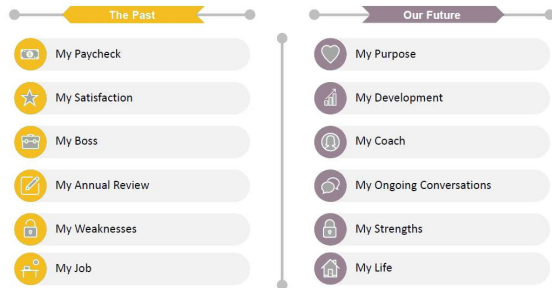 The Past
My Paycheck
My Satisfaction
My Boss
My Annual Review
My Weaknesses
My Job
Our Future
My Purpose
My Development
My Coach
My Ongoing Conversations
My Strengths
My Life